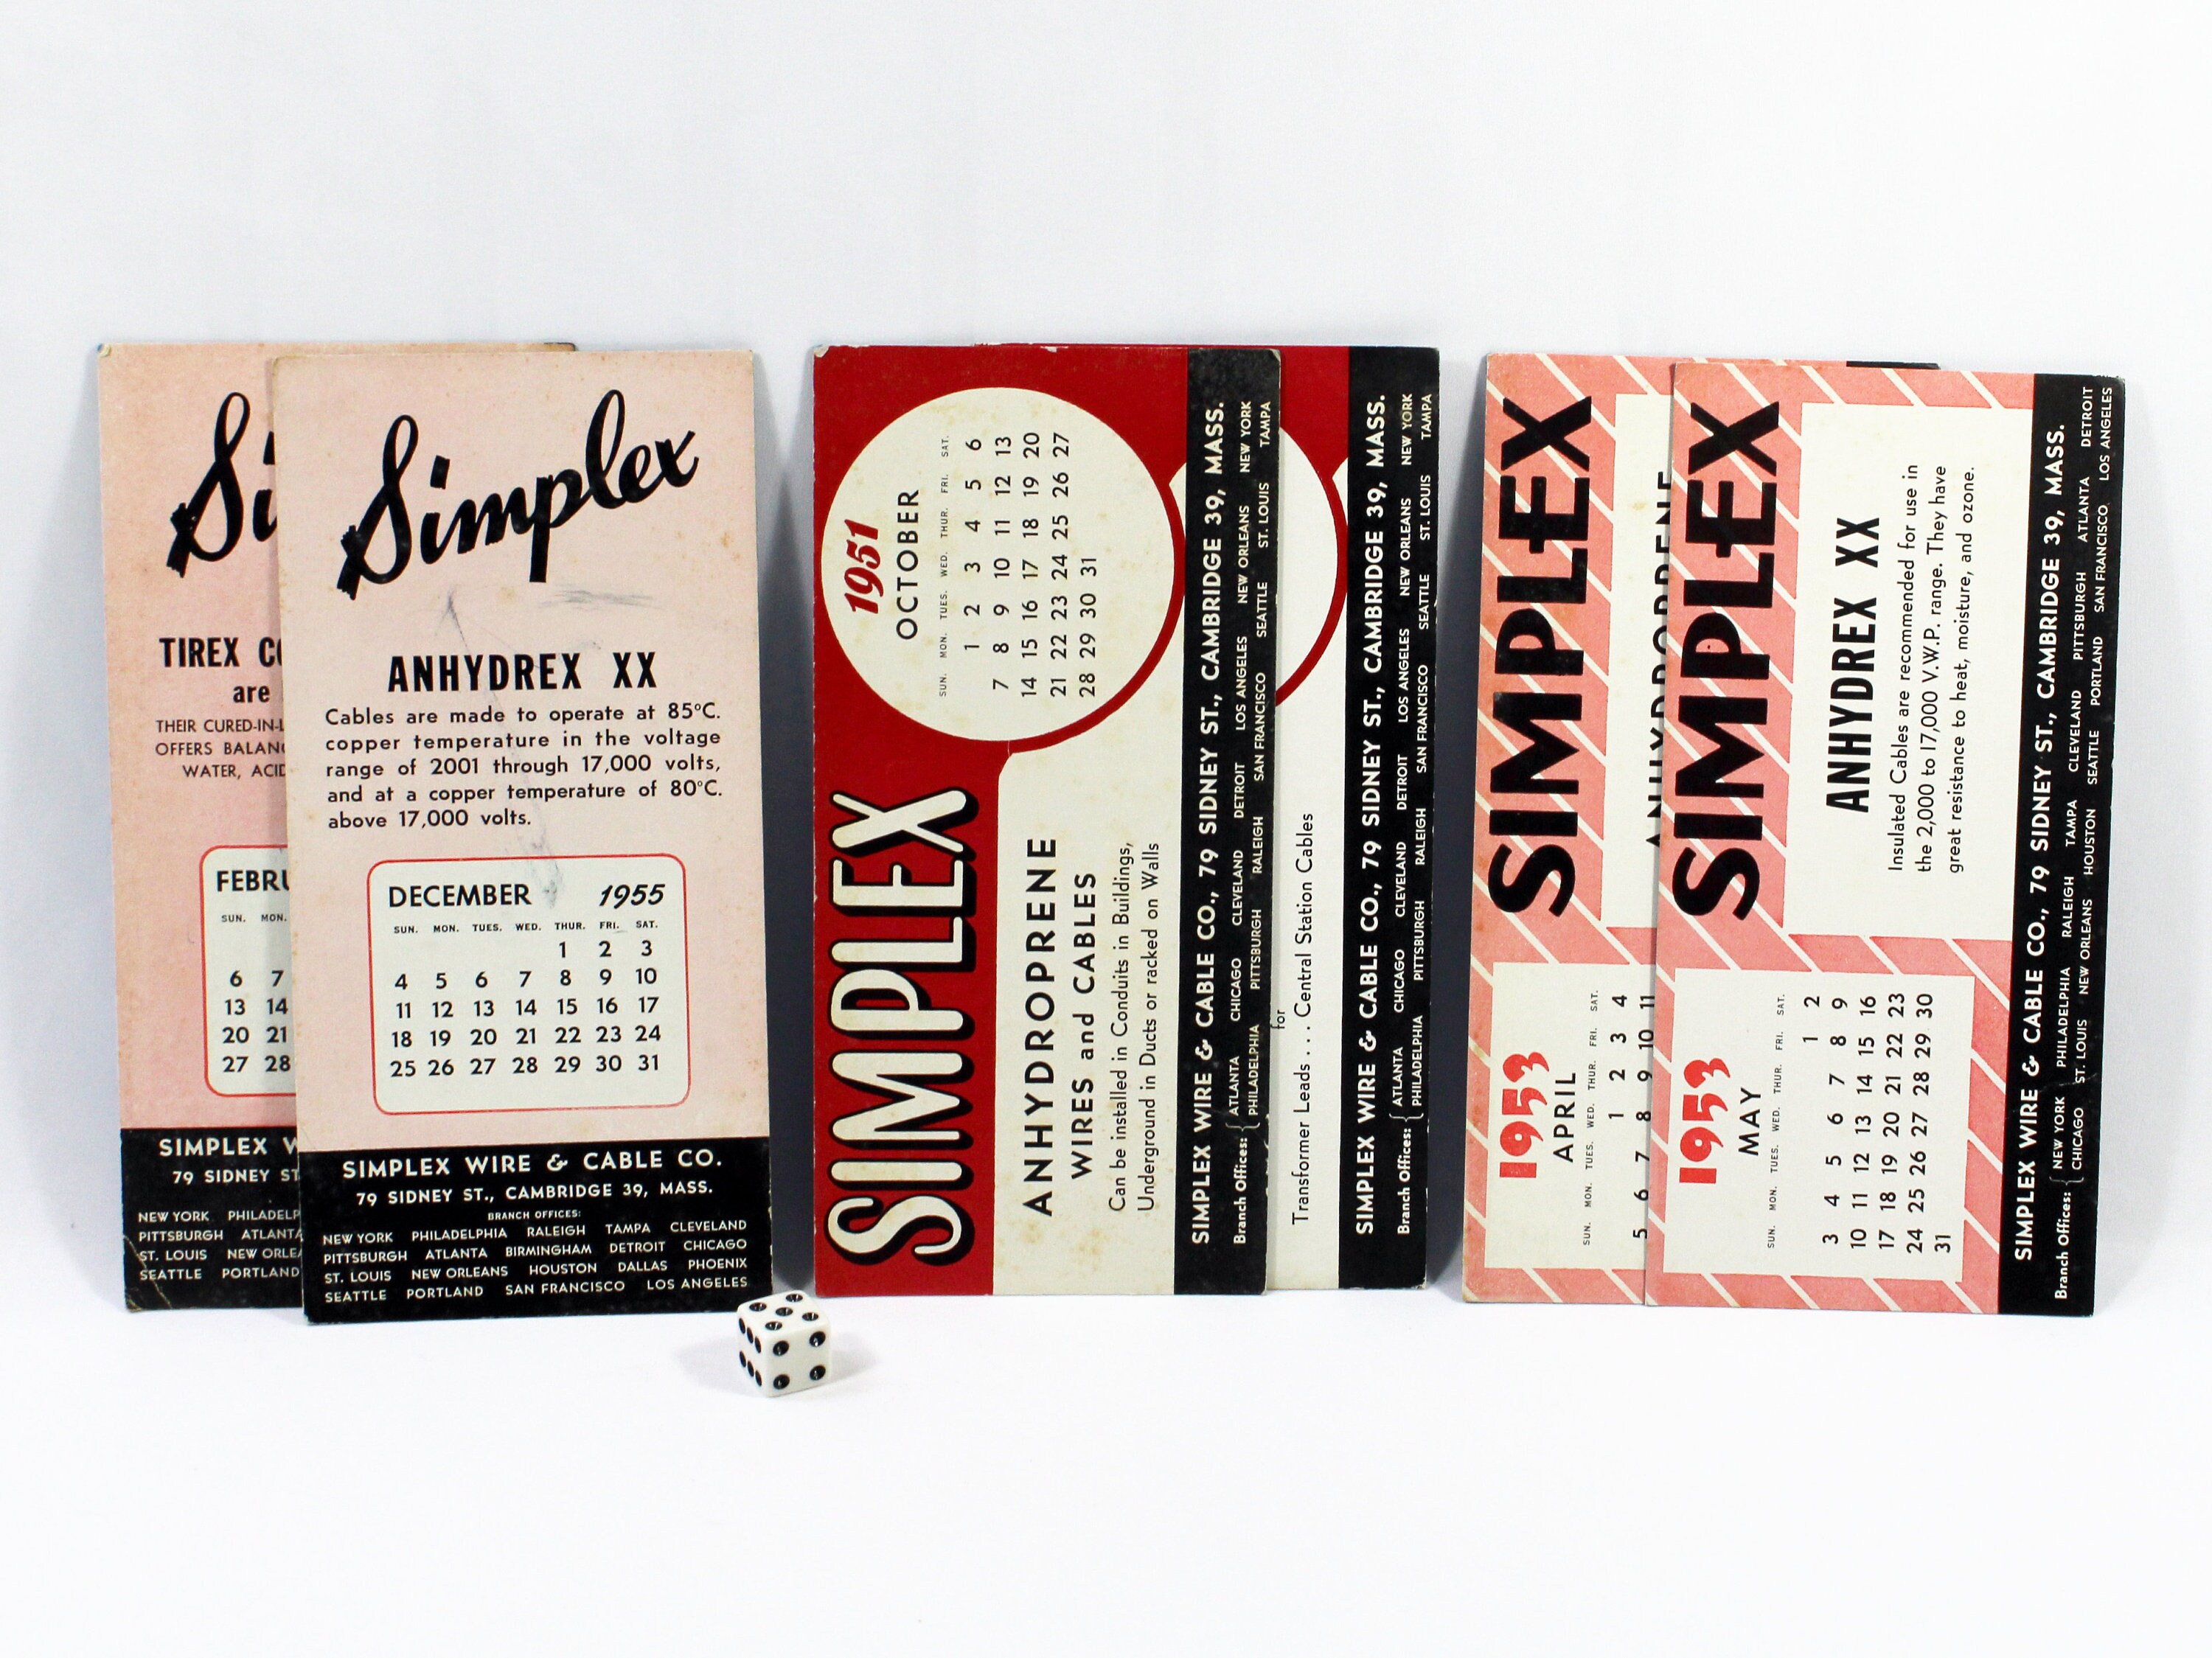 Si
TIREX
are
THEIR CURED-IN-
OFFERS
WATER,
SUN. MON.
6 7
13 14
20 21
27 28
SIMPLEX
79 SIDNEY
NEW YORK
PITTSBURGH
ST. LOUIS NEW
SEATTLE PORTLAND
Simplex
ANHYDREX XX
Cables are made to operate at 85°C.
copper temperature in the voltage
range of 2001 through 17,000 volts,
and at a copper temperature of 80°C.
above 17,000 volts.
DECEMBER 1955
SUN. MON. TUES. WED. THUR. FRI. SAT.
1 2 3
4 5 6 7 8 9 10
11 12 13 14 15 16 17
18 19 20 21 22 23 24
25 26 27 28 29 30 31
SIMPLEX WIRE & CABLE CO.
79 SIDNEY ST., CAMBRIDGE 39, MASS.
BRANCH OFFICES:
NEW YORK PHILADELPHIA RALEIGH TAMPA CLEVELAND
PITTSBURGH ATLANTA BIRMINGHAM DETROIT CHICAGO
ST. LOUIS NEW ORLEANS HOUSTON DALLAS PHOENIX
SEATTLE PORTLAND SAN FRANCISCO LOS ANGELES
SIMPLEX
1951
OCTOBER
SUN. MON. TUES. WED. THUR. FRI. SAT.
1 2 3 4 5 6
7 8 9 10 11 12 13
14 15 16 17 18 19 20
21 22 23 24 25 26 27
28 29 30 31
ANHYDROPRENE
WIRES and CABLES
Can be installed in Conduits in Buildings,
Underground in Ducts or racked on Walls
SIMPLEX WIRE & CABLE CO., 79 SIDNEY ST., CAMBRIDGE 39, MASS.
Branch Offices: { ATLANTA CHICAGO CLEVELAND DETROIT LOS ANGELES NEW ORLEANS NEW YORK
PHILADELPHIA PITTSBURGH RALEIGH SAN FRANCISCO SEATTLE ST. LOUIS TAMPA
for
Transformer Leads . . . Central Station Cables
SIMPLEX WIRE & CABLE CO., 79 SIDNEY ST., CAMBRIDGE 39, MASS.
Branch Offices: { ATLANTA CHICAGO CLEVELAND DETROIT LOS ANGELES NEW ORLEANS NEW YORK
PHILADELPHIA PITTSBURGH RALEIGH SAN FRANCISCO SEATTLE ST. LOUIS TAMPA
SIMPLEX
ANHYDROPRENE
1953
APRIL
SUN. MON. TUES. WED. THUR. FRI. SAT.
1 2 3 4
5 6 7 8 9 10 11
SIMPLEX
ANHYDREX XX
Insulated Cables are recommended for use in
the 2,000 to 17,000 V.W.P. range. They have
great resistance to heat, moisture, and ozone.
1953
MAY
SUN. MON. TUES. WED. THUR. FRI. SAT.
1 2
3 4 5 6 7 8 9
10 11 12 13 14 15 16
17 18 19 20 21 22 23
24 25 26 27 28 29 30
31
SIMPLEX WIRE & CABLE CO., 79 SIDNEY ST., CAMBRIDGE 39, MASS.
Branch Offices: { NEW YORK PHILADELPHIA RALEIGH TAMPA CLEVELAND PITTSBURGH ATLANTA DETROIT
CHICAGO ST. LOUIS NEW ORLEANS HOUSTON SEATTLE PORTLAND SAN FRANCISCO LOS ANGELES